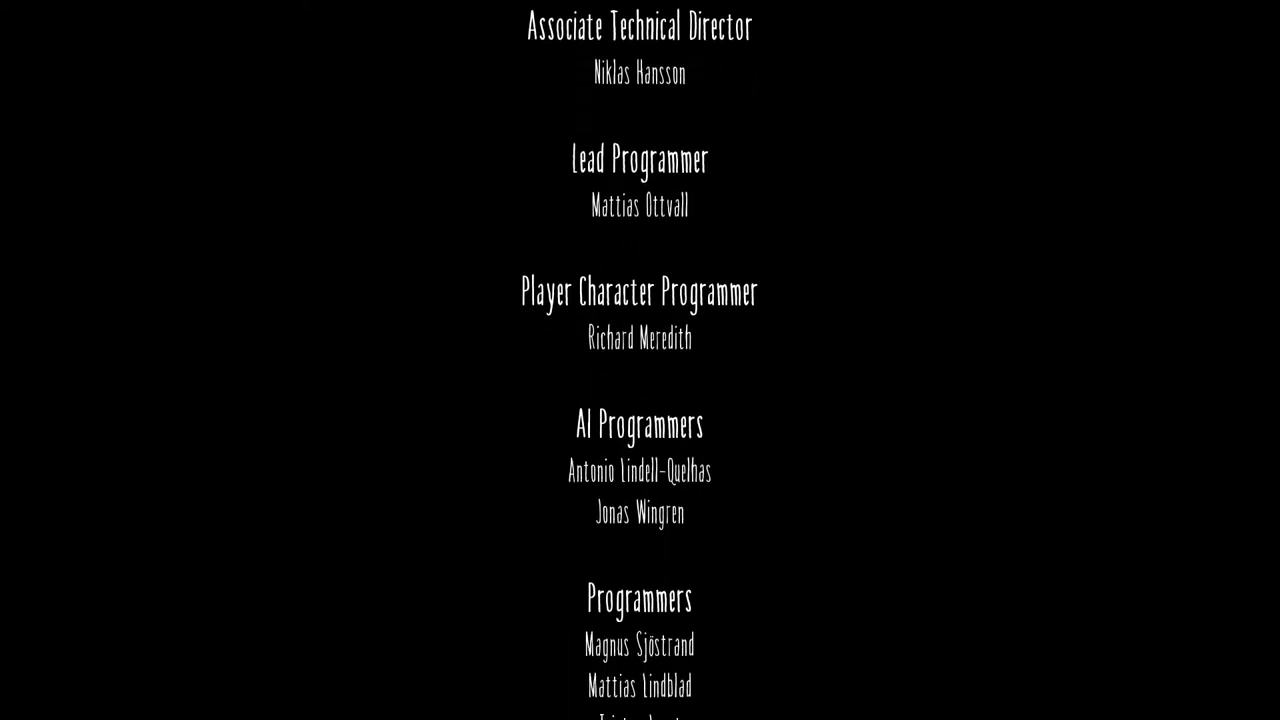 Associate Technical Director
Niklas Hansson
Lead Programmer
Mattias Ottvall
Player Character Programmer
Richard Meredith
AI Programmers
Antonio Lindell-Quelhas
Jonas Wingren
Programmers
Magnus Sjöstrand
Mattias Lindblad